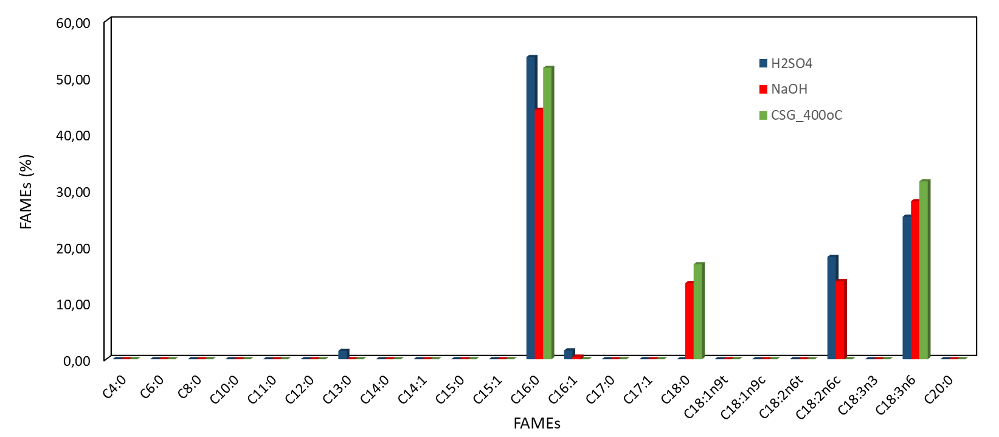 60,00
50,00
40,00
30,00
20,00
10,00
0,00
FAMEs (%)
H2SO4
NaOH
CSG_400oC
C4:0
C6:0
C8:0
C10:0
C11:0
C12:0
C13:0
C14:0
C14:1
C15:0
C15:1
C16:0
C16:1
C17:0
C17:1
C18:0
C18:1n9t
C18:1n9c
C18:2n6t
C18:2n6c
C18:3n3
C18:3n6
C20:0
FAMEs